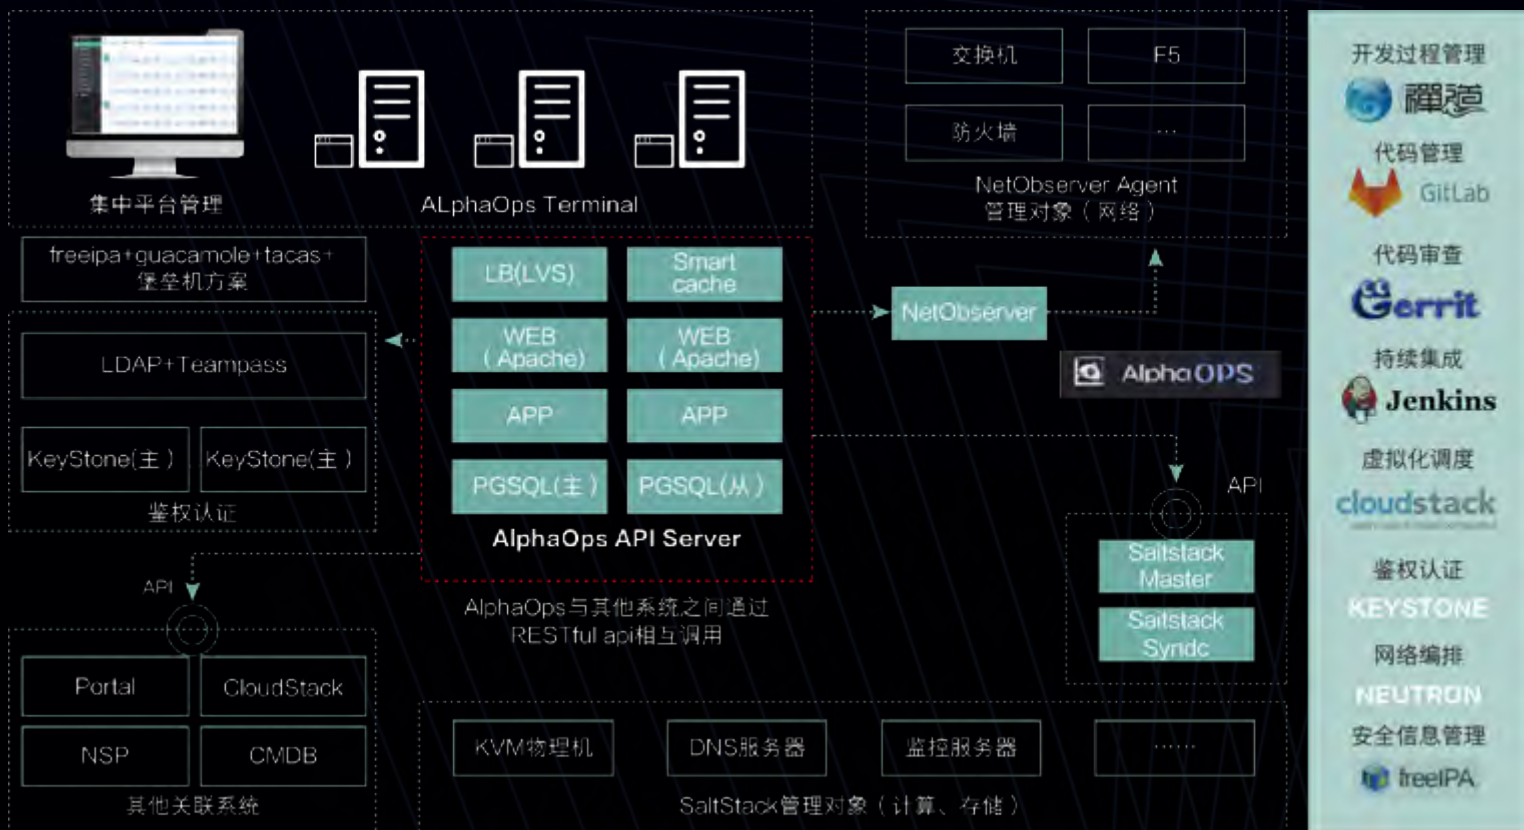 集中平台管理
ALphaOps Terminal
交换机
F5
防火墙
...
NetObserver Agent
管理对象（网络）
freeipa+guacamole+tacas+
堡垒机方案
LDAP+Teampass
KeyStone(主)
KeyStone(主)
鉴权认证
LB(LVS)
Smart
cache
WEB
(Apache)
WEB
(Apache)
APP
APP
PGSQL(主)
PGSQL(从)
AlphaOps API Server
NetObserver
AlphaOPS
API
Saitstack
Master
Saitstack
Syndc
API
Portal
CloudStack
NSP
CMDB
其他关联系统
AlphaOps与其他系统之间通过
RESTful api相互调用
KVM物理机
DNS服务器
监控服务器
......
SaltStack管理对象（计算、存储）
开发过程管理
禪道
代码管理
GitLab
代码审查
Gerrit
持续集成
Jenkins
虚拟化调度
cloudstack
鉴权认证
KEYSTONE
网络编排
NEUTRON
安全信息管理
freeIPA